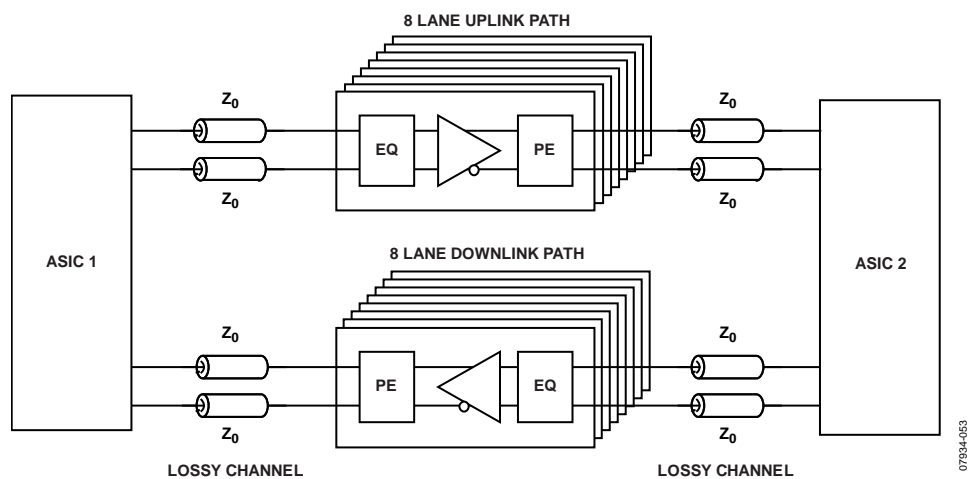 8 LANE UPLINK PATH
Z0 Z0
EQ PE
Z0 Z0
ASIC 1 ASIC 2
8 LANE DOWNLINK PATH
Z0 Z0
PE EQ
Z0 Z0
LOSSY CHANNEL LOSSY CHANNEL
07934-053